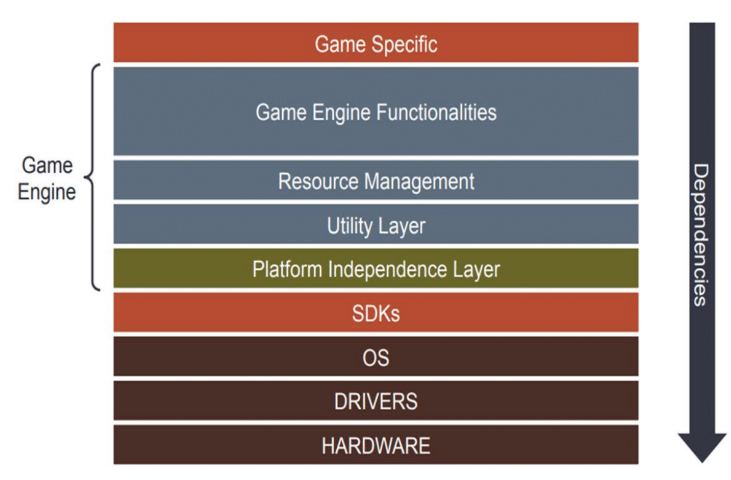 Game Specific
Game Engine Functionalities
Resource Management
Game
Engine
Utility Layer
Platform Independence Layer
SDKs
OS
DRIVERS
HARDWARE
Dependencies